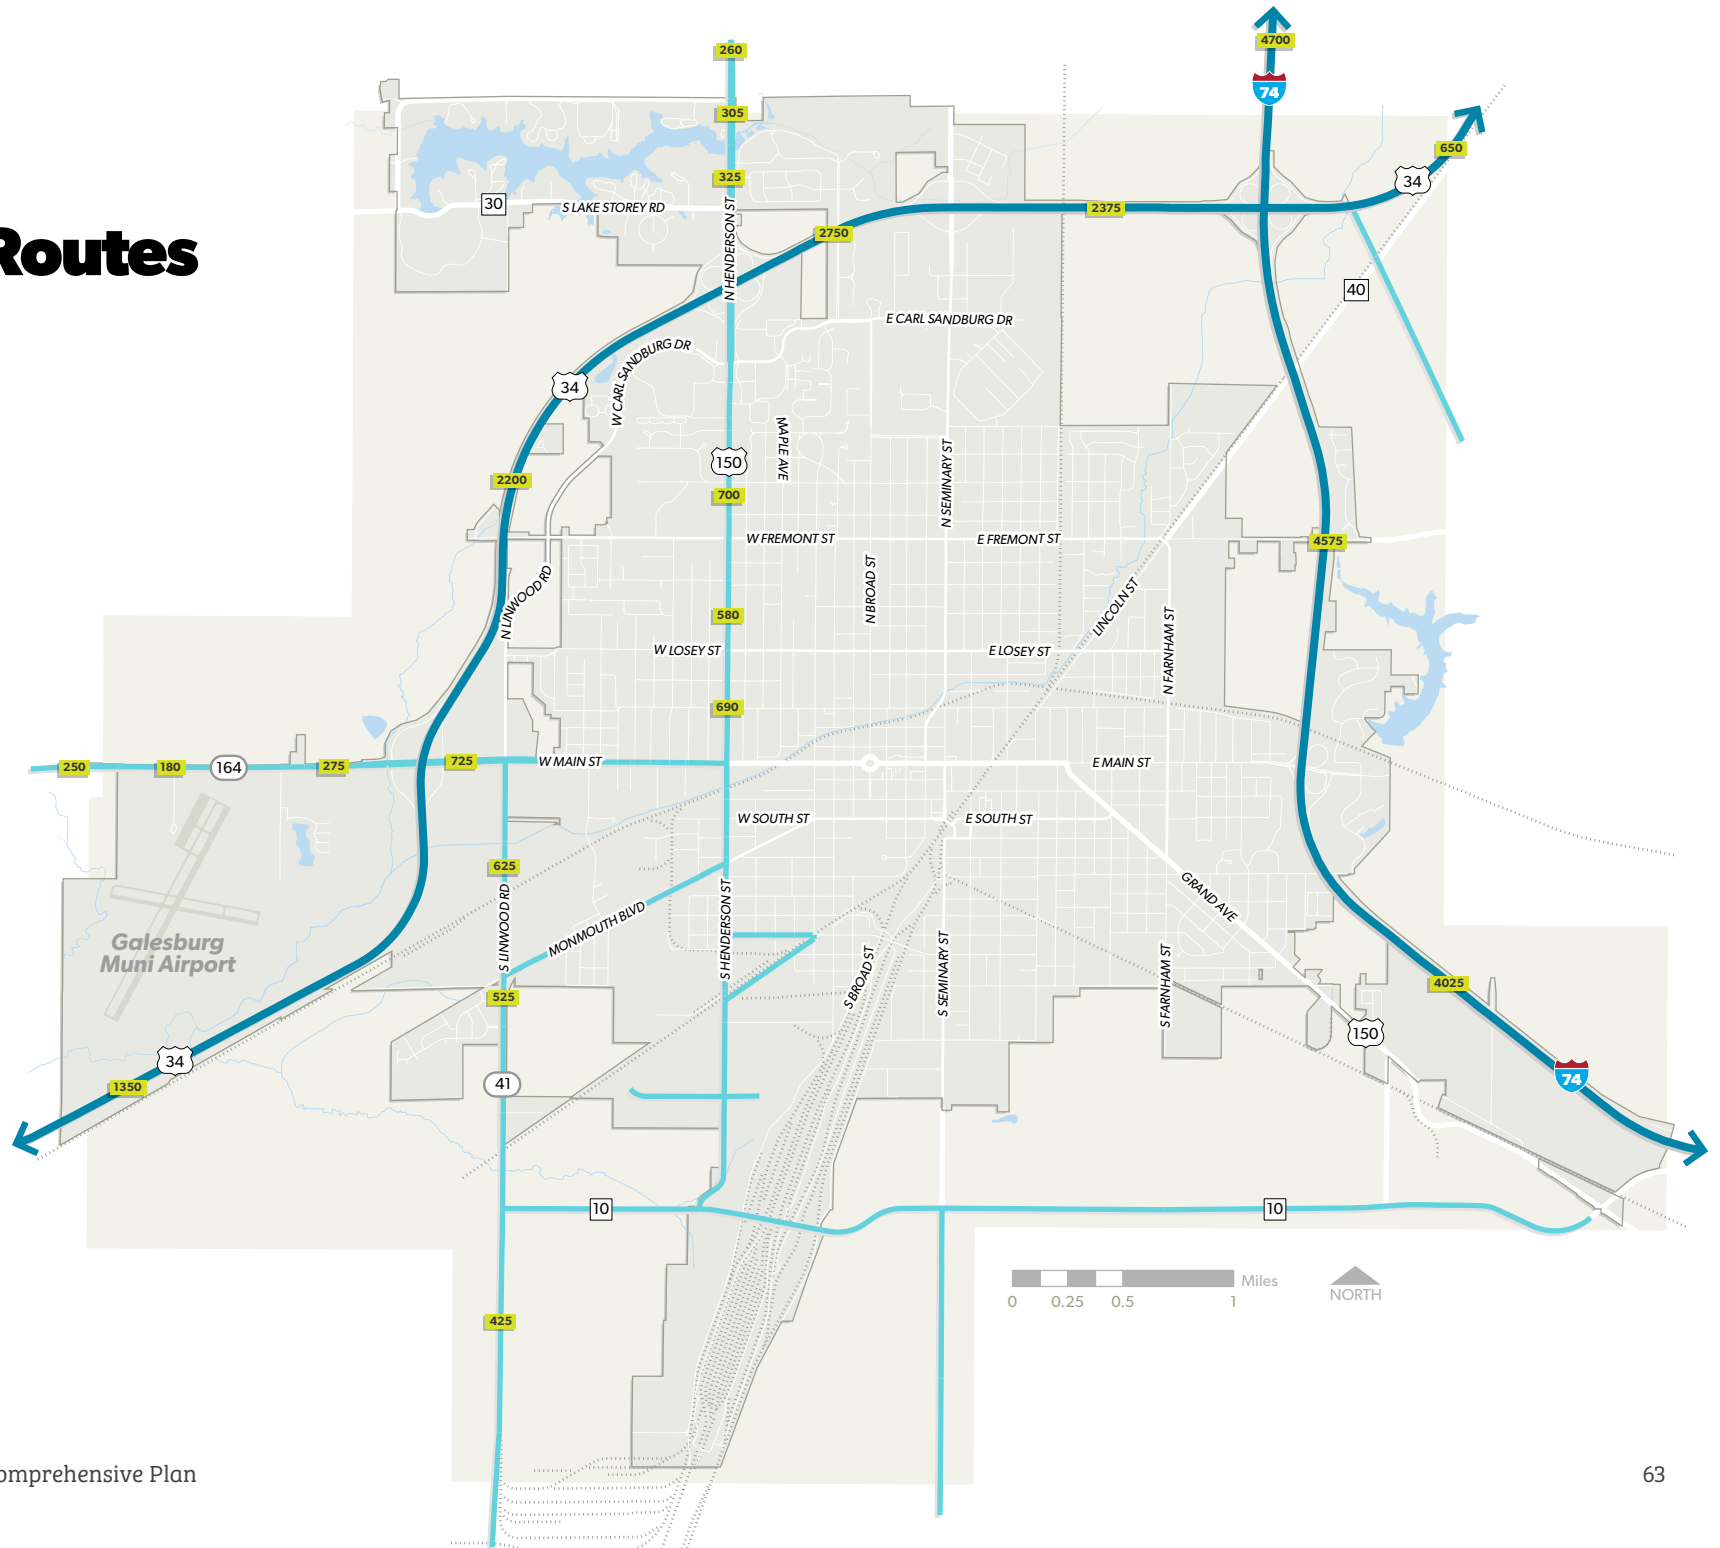 Routes
260
4700
74
305
650
325
34
30
S LAKE STOREY RD
N HENDERSON ST
2375
2750
40
E CARL SANDBURG DR
W CARL SANDBURG DR
34
MAPLE AVE
150
N SEMINARY ST
2200
700
W FREMONT ST
E FREMONT ST
4575
N LINWOOD RD
N BROAD ST
LINCOLN ST
580
N FARNHAM ST
W LOSEY ST
E LOSEY ST
690
250
180
164
275
725
W MAIN ST
E MAIN ST
W SOUTH ST
E SOUTH ST
625
S LINWOOD RD
MONMOUTH BLVD
S HENDERSON ST
GRAND AVE
Galesburg
Muni Airport
S BROAD ST
S SEMINARY ST
S FARNHAM ST
525
4025
150
34
1350
41
74
10
10
Miles
0
0.25
0.5
1
NORTH
425
omprehensive Plan
63